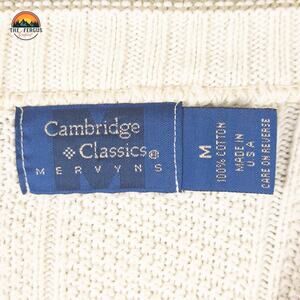 THE FERGUS
Cambridge
Classics®
MERVYNS
M
100% COTTON
MADE IN
U.S.A
CARE ON REVERSE